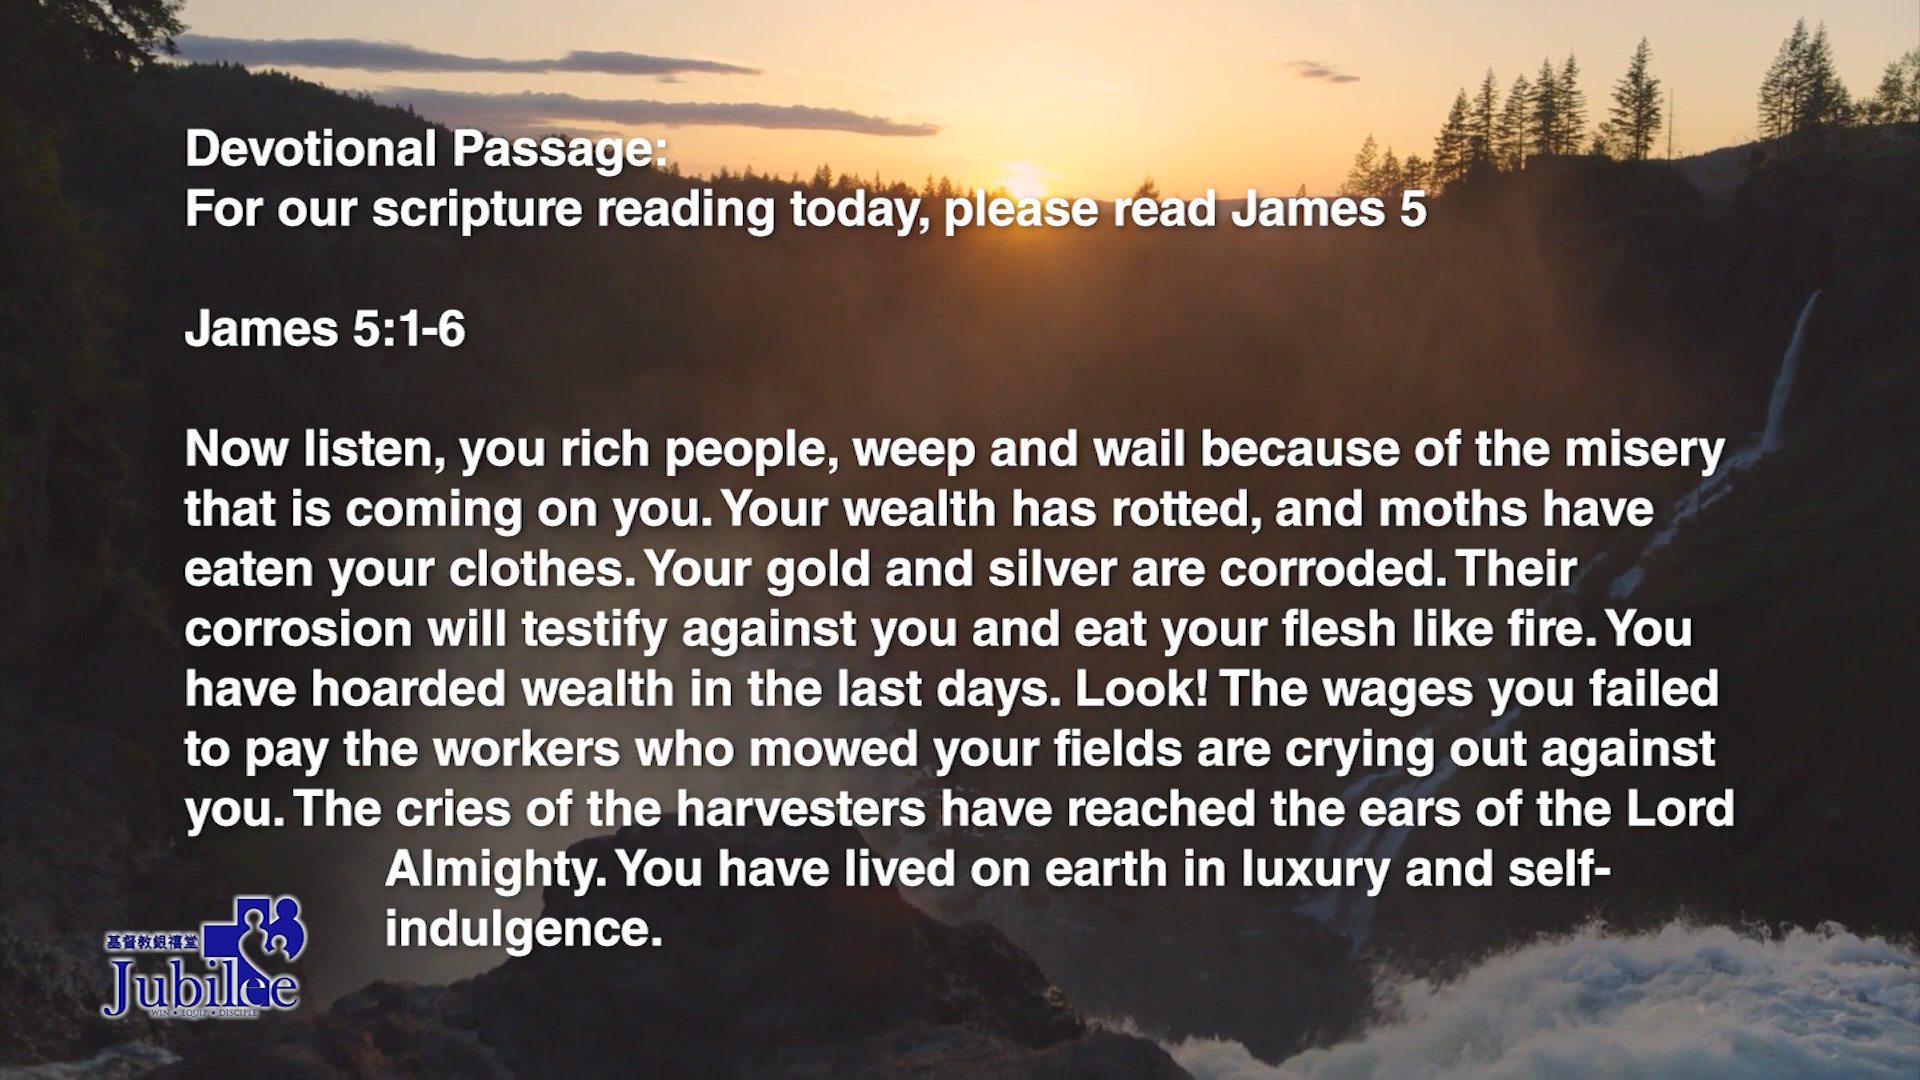 Devotional Passage:
For our scripture reading today, please read James 5
James 5:1-6
Now listen, you rich people, weep and wail because of the misery
that is coming on you. Your wealth has rotted, and moths have
eaten your clothes. Your gold and silver are corroded. Their
corrosion will testify against you and eat your flesh like fire. You
have hoarded wealth in the last days. Look! The wages you failed
to pay the workers who mowed your fields are crying out against
you. The cries of the harvesters have reached the ears of the Lord
Almighty. You have lived on earth in luxury and self-
indulgence.
基督教銀禧堂
Jubilee
WIN • EQUIP • DISCIPLE